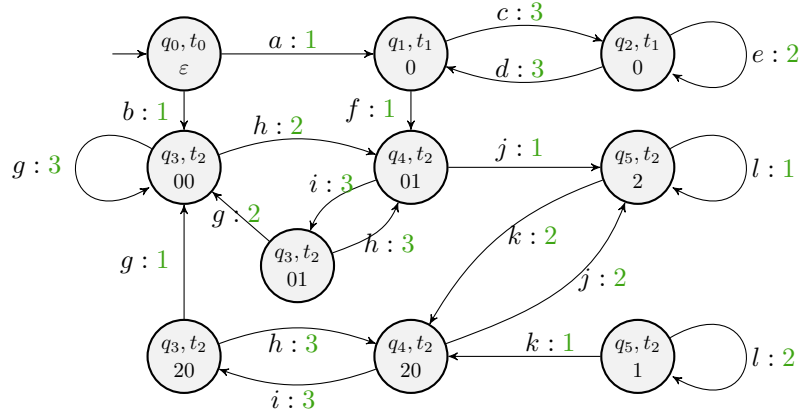 c : 3
a : 1
q₀, t₀
ε
q₁, t₁
0
q₂, t₁
0
e : 2
d : 3
b : 1
f : 1
h : 2
j : 1
g : 3
q₃, t₂
00
q₄, t₂
01
q₅, t₂
2
l : 1
i : 3
g : 2
k : 2
h : 3
q₃, t₂
01
g : 1
j : 2
q₃, t₂
20
h : 3
q₄, t₂
20
k : 1
q₅, t₂
1
l : 2
i : 3